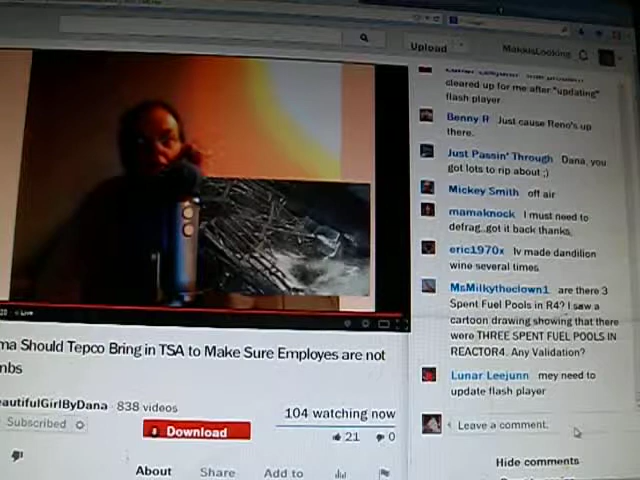 Upload
MakkisLooking
cleared up for me after "updating"
flash player
Benny R Just cause Reno's up
there.
Just Passin' Through Dana, you
got lots to rip about ;)
Mickey Smith off air
mamaknock I must need to
defrag..got it back thanks,
eric1970x Iv made dandilion
wine several times
MsMilkytheclown1 are there 3
Spent Fuel Pools in R4? I saw a
cartoon drawing showing that there
were THREE SPENT FUEL POOLS IN
REACTOR4. Any Validation?
Lunar Leejunn mey need to
update flash player
Leave a comment.
Hide comments
Live
ma Should Tepco Bring in TSA to Make Sure Employes are not
mbs
eautifulGirlByDana 838 videos
Subscribed
Download
104 watching now
21 0
About Share Add to